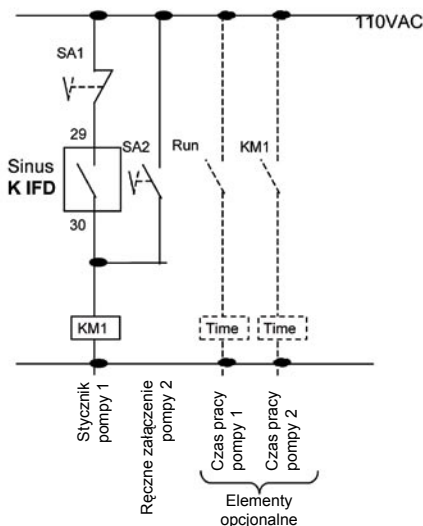 110VAC
SA1
29
Sinus
K IFD
30
SA2
Run
KM1
KM1
Time
Time
Stycznik
pompy 1
Ręczne załączenie
pompy 2
Czas pracy
pompy 1
Czas pracy
pompy 2
Elementy
opcjonalne